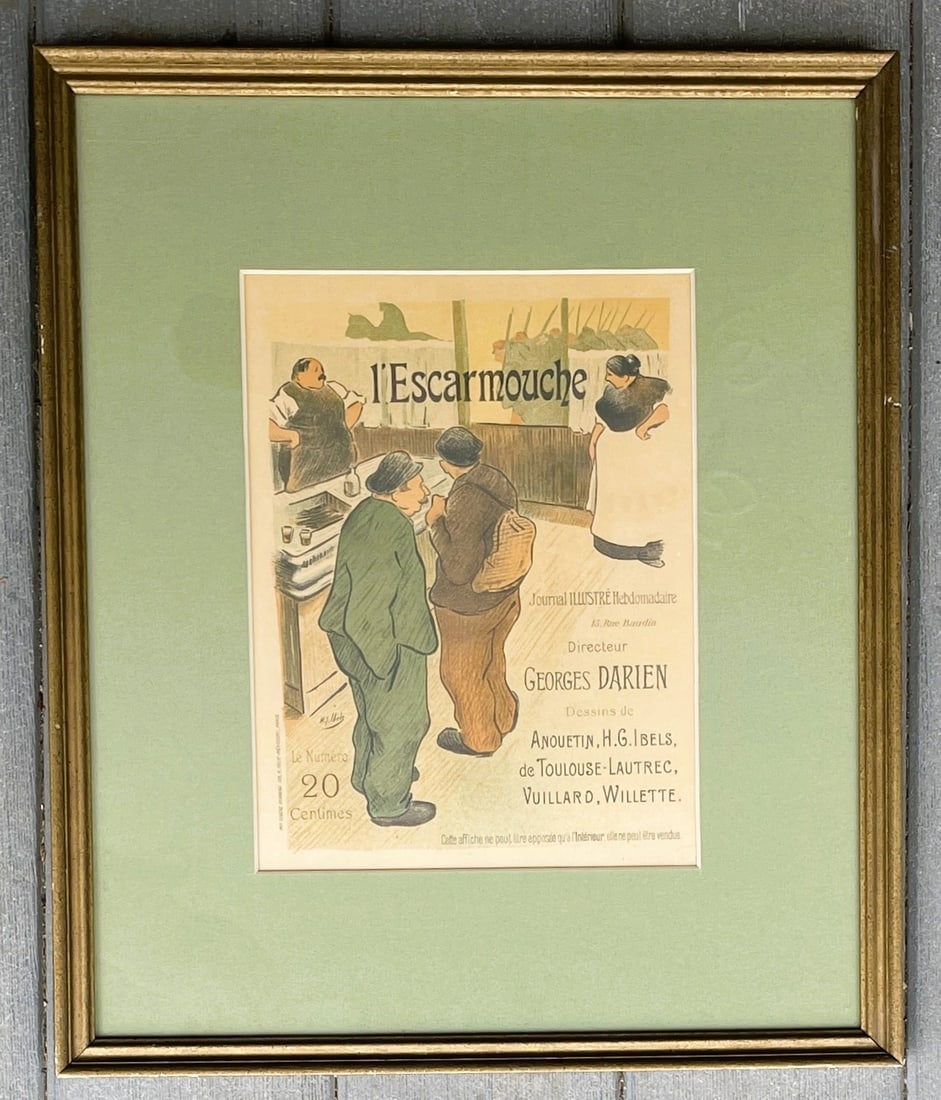 l'Escarmouche
Journal ILLUSTRÉ Hebdomadaire
13, Rue Baudin
Directeur
GEORGES DARIEN
Dessins de
ANQUETIN, H.G. IBELS,
de TOULOUSE-LAUTREC,
VUILLARD, WILLETTE.
H.G. Ibels
Le Numéro
20
Centimes
Cette affiche ne peut être apposée qu'à l'Intérieur elle ne peut être vendue.